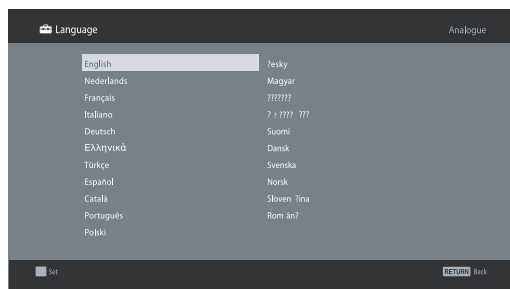 Language
Analogue
English
Nederlands
Français
Italiano
Deutsch
Ελληνικά
Türkçe
Español
Català
Português
Polski
?esky
Magyar
???????
? т ???? ???
Suomi
Dansk
Svenska
Norsk
Sloven ?ina
Rom ân?
Set
RETURN Back